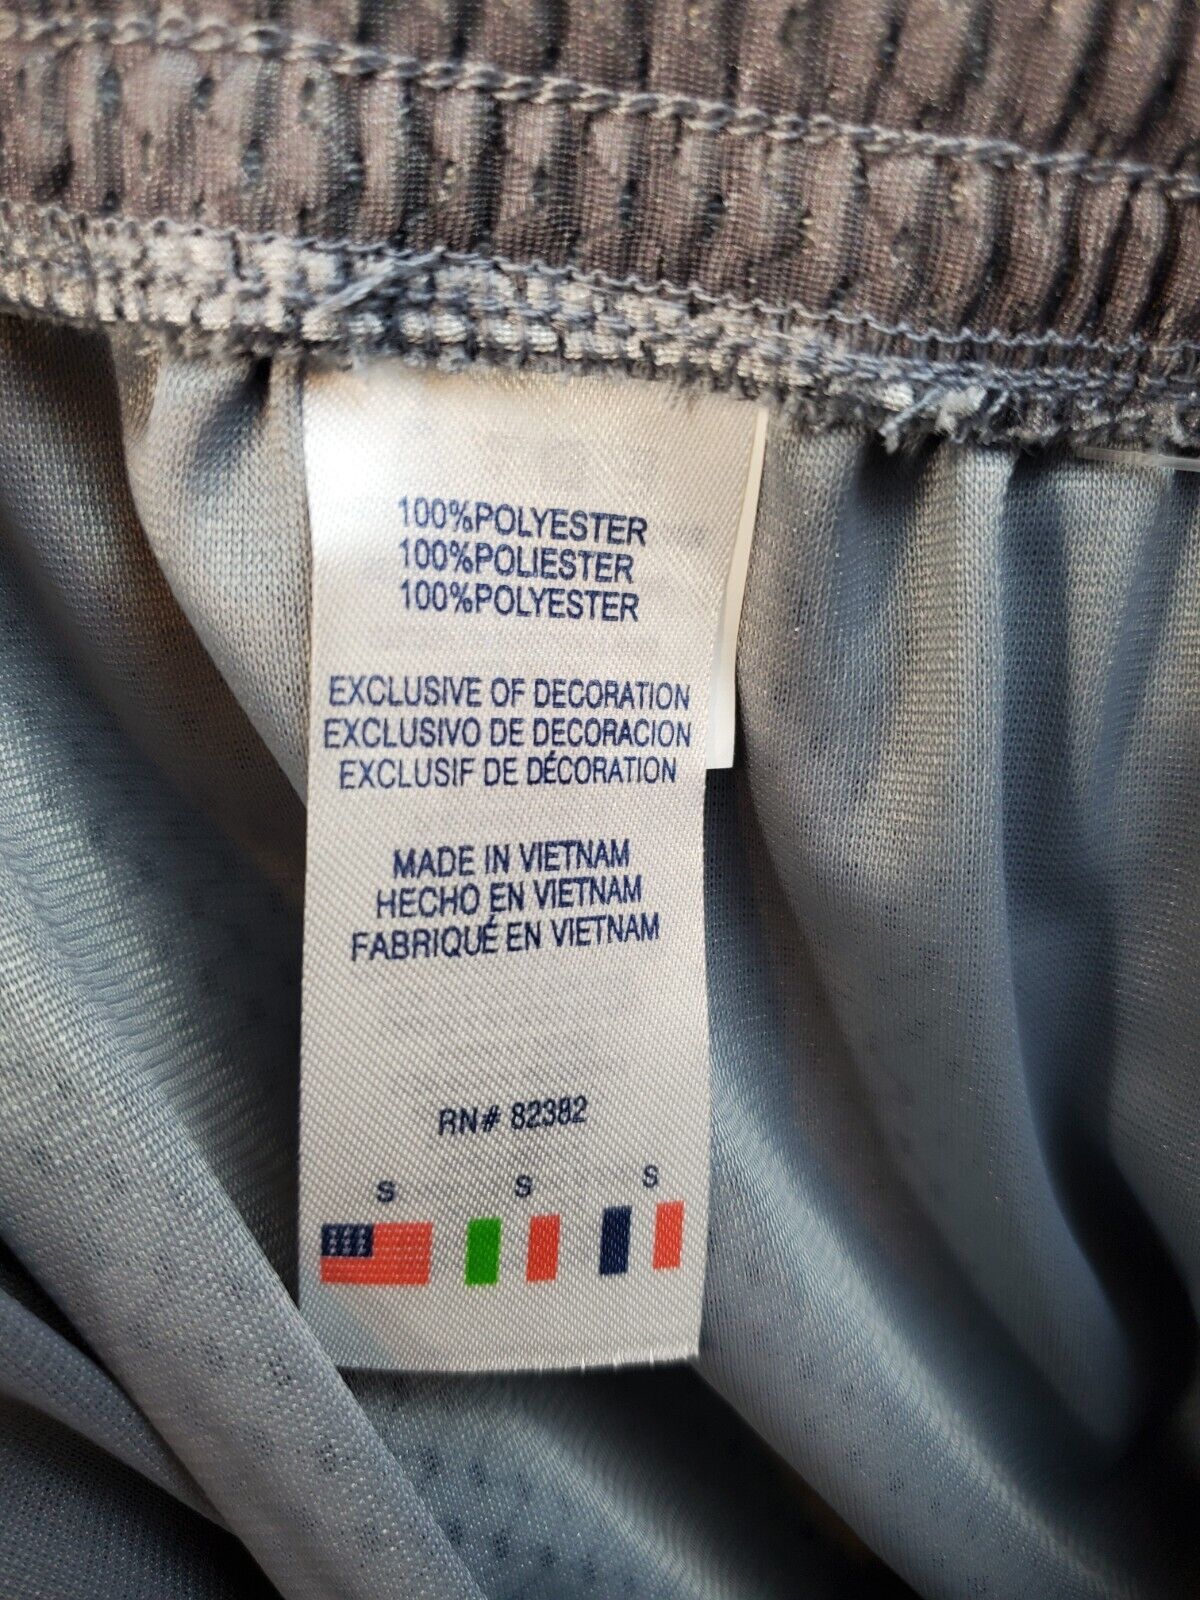 100%POLYESTER
100%POLIESTER
100%POLYESTER
EXCLUSIVE OF DECORATION
EXCLUSIVO DE DECORACION
EXCLUSIF DE DÉCORATION
MADE IN VIETNAM
HECHO EN VIETNAM
FABRIQUÉ EN VIETNAM
RN# 82382
S S S